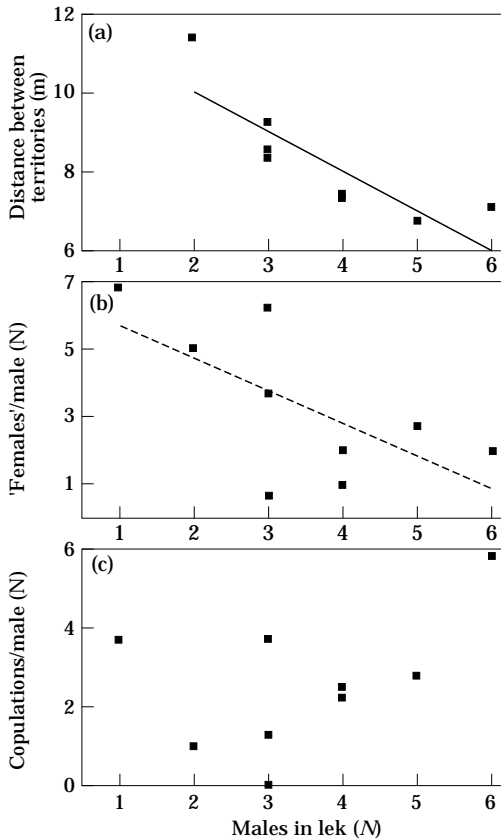 (a)
12
10
8
6
Distance between
territories (m)
1 2 3 4 5 6
(b)
7
5
3
1
'Females'/male (N)
1 2 3 4 5 6
(c)
6
4
2
0
Copulations/male (N)
1 2 3 4 5 6
Males in lek (N)